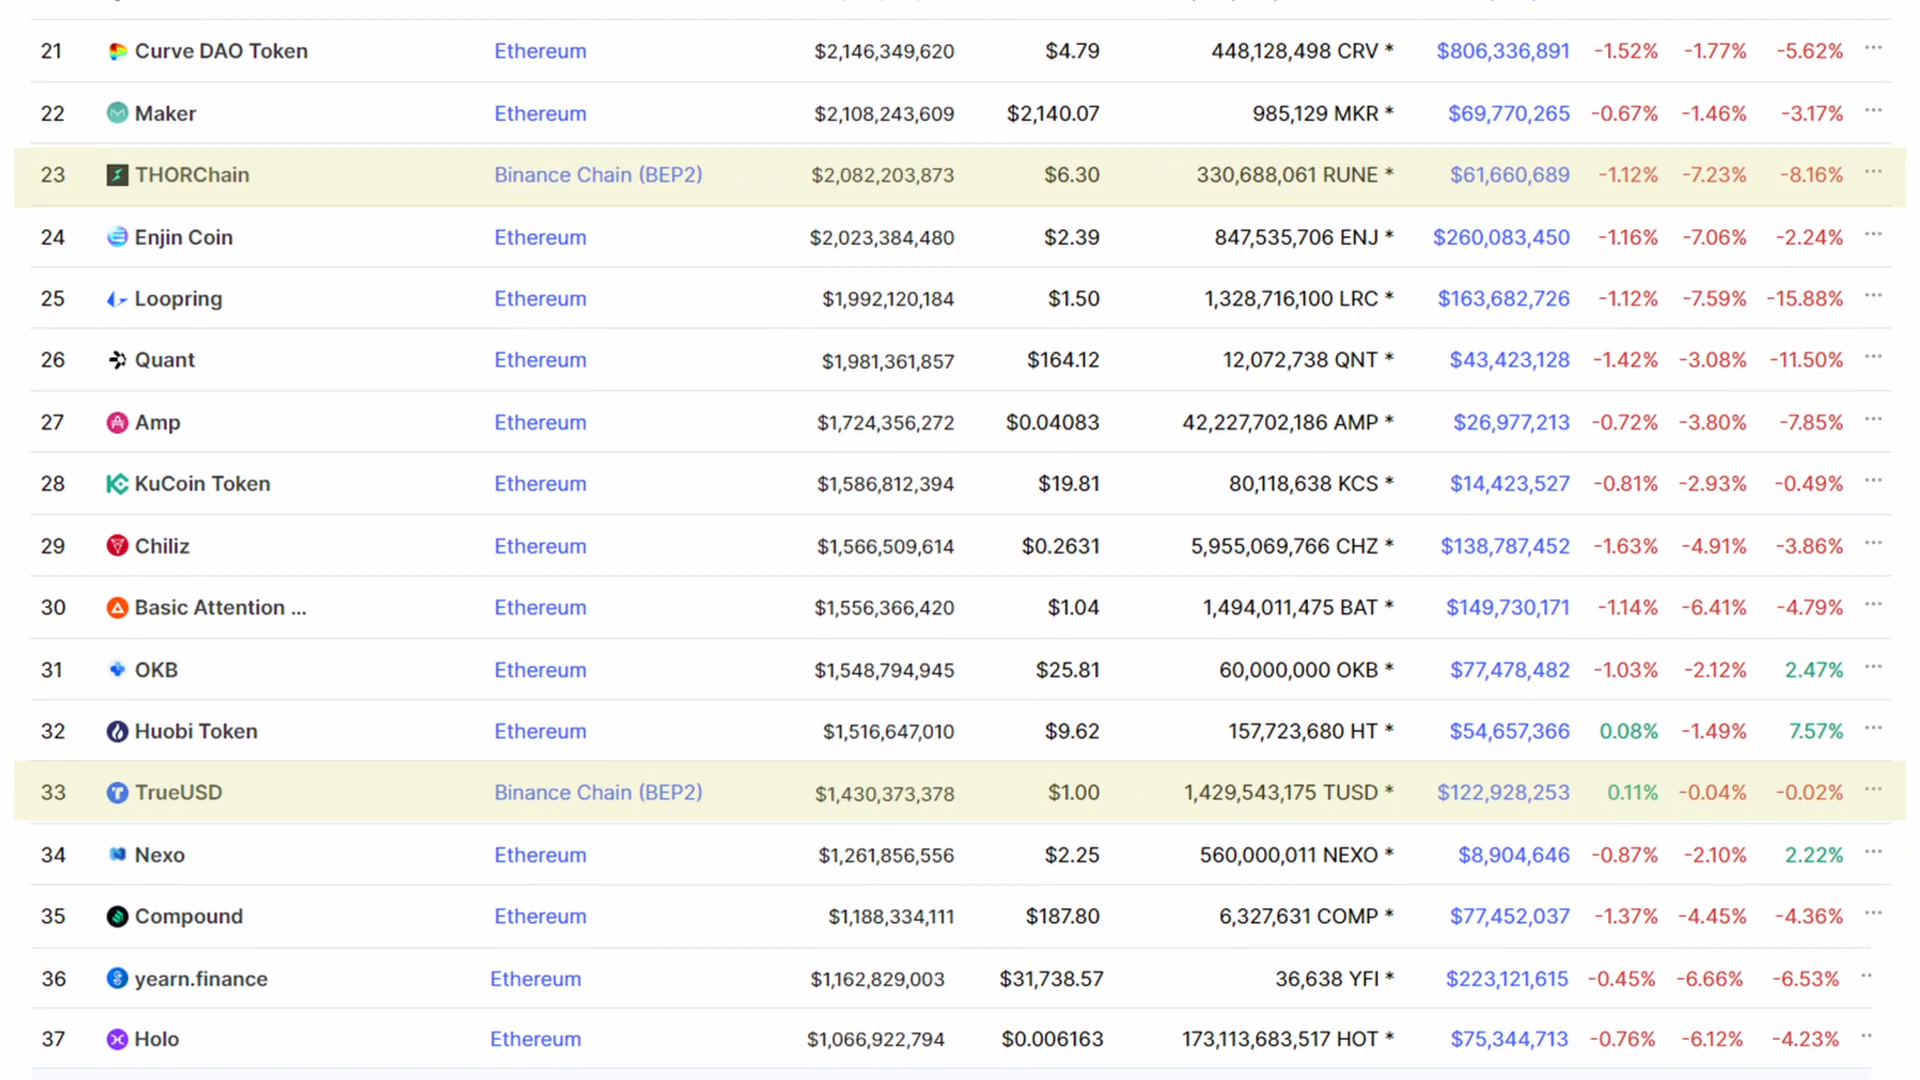 21 Curve DAO Token Ethereum $2,146,349,620 $4.79 448,128,498 CRV * $806,336,891 -1.52% -1.77% -5.62% ...
22 Maker Ethereum $2,108,243,609 $2,140.07 985,129 MKR * $69,770,265 -0.67% -1.46% -3.17% ...
23 THORChain Binance Chain (BEP2) $2,082,203,873 $6.30 330,688,061 RUNE * $61,660,689 -1.12% -7.23% -8.16% ...
24 Enjin Coin Ethereum $2,023,384,480 $2.39 847,535,706 ENJ * $260,083,450 -1.16% -7.06% -2.24% ...
25 Loopring Ethereum $1,992,120,184 $1.50 1,328,716,100 LRC * $163,682,726 -1.12% -7.59% -15.88% ...
26 Quant Ethereum $1,981,361,857 $164.12 12,072,738 QNT * $43,423,128 -1.42% -3.08% -11.50% ...
27 Amp Ethereum $1,724,356,272 $0.04083 42,227,702,186 AMP * $26,977,213 -0.72% -3.80% -7.85% ...
28 KuCoin Token Ethereum $1,586,812,394 $19.81 80,118,638 KCS * $14,423,527 -0.81% -2.93% -0.49% ...
29 Chiliz Ethereum $1,566,509,614 $0.2631 5,955,069,766 CHZ * $138,787,452 -1.63% -4.91% -3.86% ...
30 Basic Attention ... Ethereum $1,556,366,420 $1.04 1,494,011,475 BAT * $149,730,171 -1.14% -6.41% -4.79% ...
31 OKB Ethereum $1,548,794,945 $25.81 60,000,000 OKB * $77,478,482 -1.03% -2.12% 2.47% ...
32 Huobi Token Ethereum $1,516,647,010 $9.62 157,723,680 HT * $54,657,366 0.08% -1.49% 7.57% ...
33 TrueUSD Binance Chain (BEP2) $1,430,373,378 $1.00 1,429,543,175 TUSD * $122,928,253 0.11% -0.04% -0.02% ...
34 Nexo Ethereum $1,261,856,556 $2.25 560,000,011 NEXO * $8,904,646 -0.87% -2.10% 2.22% ...
35 Compound Ethereum $1,188,334,111 $187.80 6,327,631 COMP * $77,452,037 -1.37% -4.45% -4.36% ...
36 yearn.finance Ethereum $1,162,829,003 $31,738.57 36,638 YFI * $223,121,615 -0.45% -6.66% -6.53% ..
37 Holo Ethereum $1,066,922,794 $0.006163 173,113,683,517 HOT * $75,344,713 -0.76% -6.12% -4.23% ..